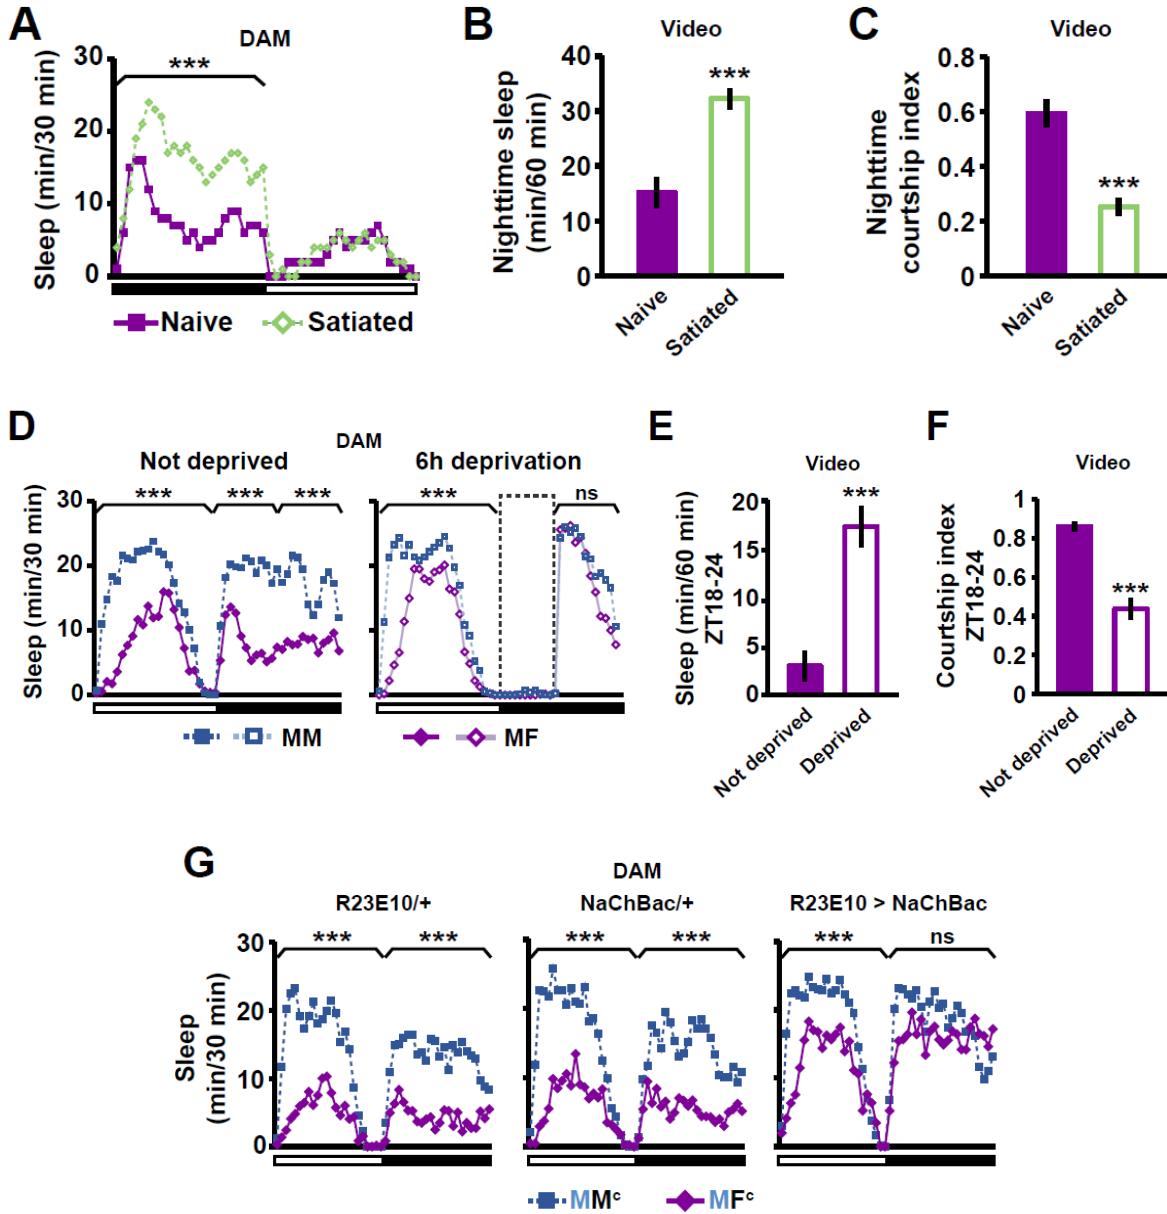 A
DAM
Sleep (min/30 min)
30
20
10
0
***
Naive
Satiated
B
Video
Nighttime sleep
(min/60 min)
40
30
20
10
0
***
Naive
Satiated
C
Video
Nighttime
courtship index
0.8
0.6
0.4
0.2
0
***
Naive
Satiated
D
DAM
Not deprived
6h deprivation
Sleep (min/30 min)
30
20
10
0
***
***
***
***
ns
MM
MF
E
Video
Sleep (min/60 min)
ZT18-24
20
15
10
5
0
***
Not deprived
Deprived
F
Video
Courtship index
ZT18-24
1
0.8
0.6
0.4
0.2
0
***
Not deprived
Deprived
G
DAM
R23E10/+
NaChBac/+
R23E10 > NaChBac
Sleep
(min/30 min)
30
20
10
0
***
***
***
***
***
ns
MMᶜ
MFᶜ